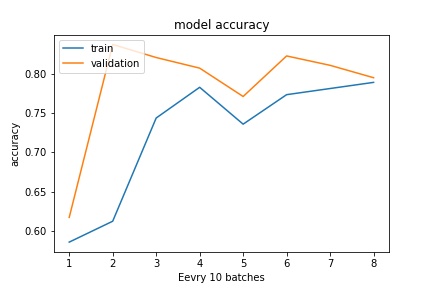 model accuracy
train
validation
accuracy
0.80
0.75
0.70
0.65
0.60
1 2 3 4 5 6 7 8
Eevry 10 batches